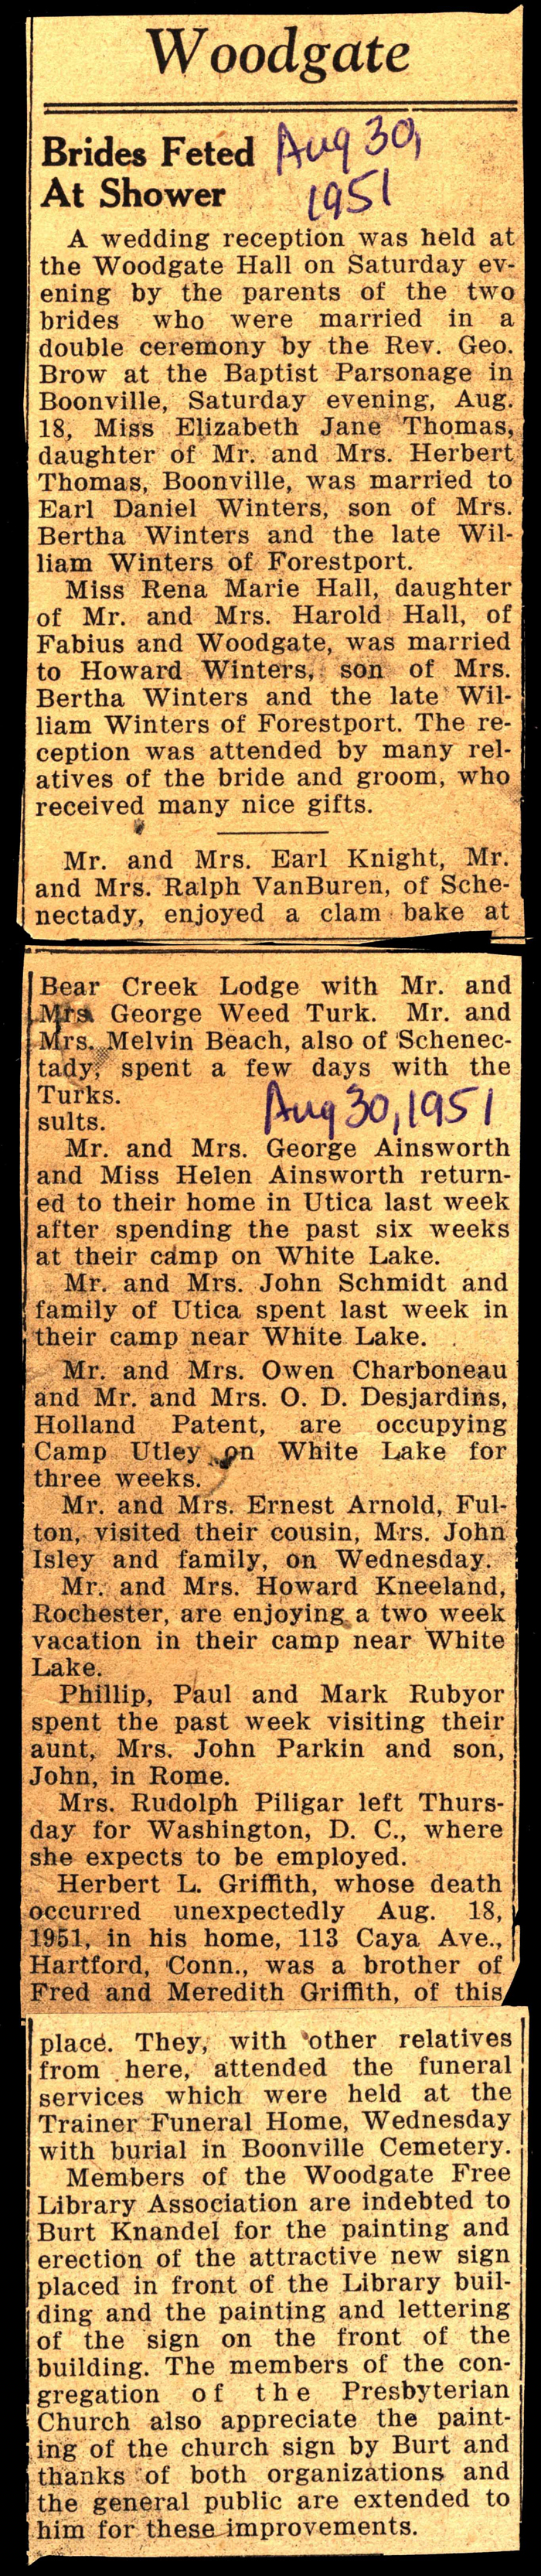 Woodgate
Brides Feted Aug 30,
At Shower 1951
A wedding reception was held at
the Woodgate Hall on Saturday ev-
ening by the parents of the two
brides who were married in a
double ceremony by the Rev. Geo.
Brow at the Baptist Parsonage in
Boonville, Saturday evening, Aug.
18, Miss Elizabeth Jane Thomas,
daughter of Mr. and Mrs. Herbert
Thomas, Boonville, was married to
Earl Daniel Winters, son of Mrs.
Bertha Winters and the late Wil-
liam Winters of Forestport.
Miss Rena Marie Hall, daughter
of Mr. and Mrs. Harold Hall, of
Fabius and Woodgate, was married
to Howard Winters, son of Mrs.
Bertha Winters and the late Wil-
liam Winters of Forestport. The re-
ception was attended by many rel-
atives of the bride and groom, who
received many nice gifts.
Mr. and Mrs. Earl Knight, Mr.
and Mrs. Ralph VanBuren, of Sche-
nectady, enjoyed a clam bake at
Bear Creek Lodge with Mr. and
Mrs. George Weed Turk. Mr. and
Mrs. Melvin Beach, also of Schenec-
tady, spent a few days with the
Turks.
sults. Aug 30, 1951
Mr. and Mrs. George Ainsworth
and Miss Helen Ainsworth return-
ed to their home in Utica last week
after spending the past six weeks
at their camp on White Lake.
Mr. and Mrs. John Schmidt and
family of Utica spent last week in
their camp near White Lake.
Mr. and Mrs. Owen Charboneau
and Mr. and Mrs. O. D. Desjardins,
Holland Patent, are occupying
Camp Utley on White Lake for
three weeks.
Mr. and Mrs. Ernest Arnold, Ful-
ton, visited their cousin, Mrs. John
Isley and family, on Wednesday.
Mr. and Mrs. Howard Kneeland,
Rochester, are enjoying a two week
vacation in their camp near White
Lake.
Phillip, Paul and Mark Rubyor
spent the past week visiting their
aunt, Mrs. John Parkin and son,
John, in Rome.
Mrs. Rudolph Piligar left Thurs-
day for Washington, D. C., where
she expects to be employed.
Herbert L. Griffith, whose death
occurred unexpectedly Aug. 18,
1951, in his home, 113 Caya Ave.,
Hartford, Conn., was a brother of
Fred and Meredith Griffith, of this
place. They, with other relatives
from here, attended the funeral
services which were held at the
Trainer Funeral Home, Wednesday
with burial in Boonville Cemetery.
Members of the Woodgate Free
Library Association are indebted to
Burt Knandel for the painting and
erection of the attractive new sign
placed in front of the Library buil-
ding and the painting and lettering
of the sign on the front of the
building. The members of the con-
gregation of the Presbyterian
Church also appreciate the paint-
ing of the church sign by Burt and
thanks of both organizations and
the general public are extended to
him for these improvements.